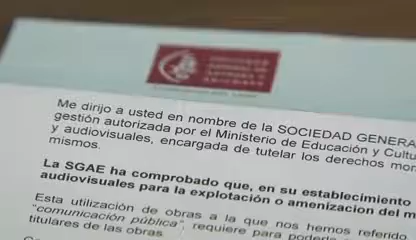 Me dirijo a usted en nombre de la SOCIEDAD GENERA
gestión autorizada por el Ministerio de Educación y Cultu
y audiovisuales, encargada de tutelar los derechos mor
mismos.
La SGAE ha comprobado que, en su establecimiento
audiovisuales para la explotación o amenización del m
Esta utilización de obras a la que nos hemos referido
"comunicación pública", requiere para poder
titulares de las obras